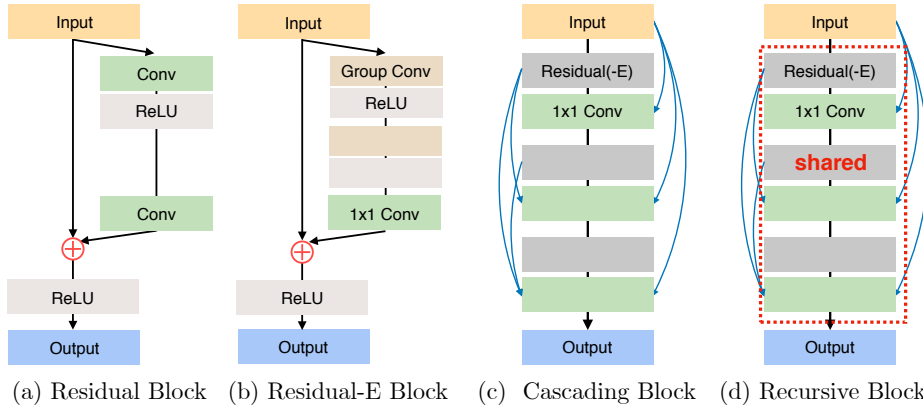 Input
Conv
ReLU
Conv
ReLU
Output
(a) Residual Block
Input
Group Conv
ReLU
1x1 Conv
ReLU
Output
(b) Residual-E Block
Input
Residual(-E)
1x1 Conv
Output
(c) Cascading Block
Input
Residual(-E)
1x1 Conv
shared
Output
(d) Recursive Block